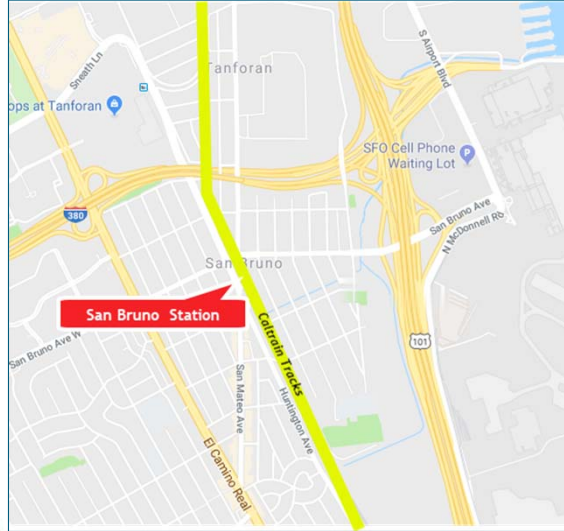 S Airport Blvd
Sneath Ln
Tanforan
ops at Tanforan
SFO Cell Phone
Waiting Lot
380
San Bruno Ave
N McDonnell Rd
San Bruno
San Bruno Station
Caltrain Tracks
101
San Bruno Ave W
San Mateo Ave
Huntington Ave
El Camino Real